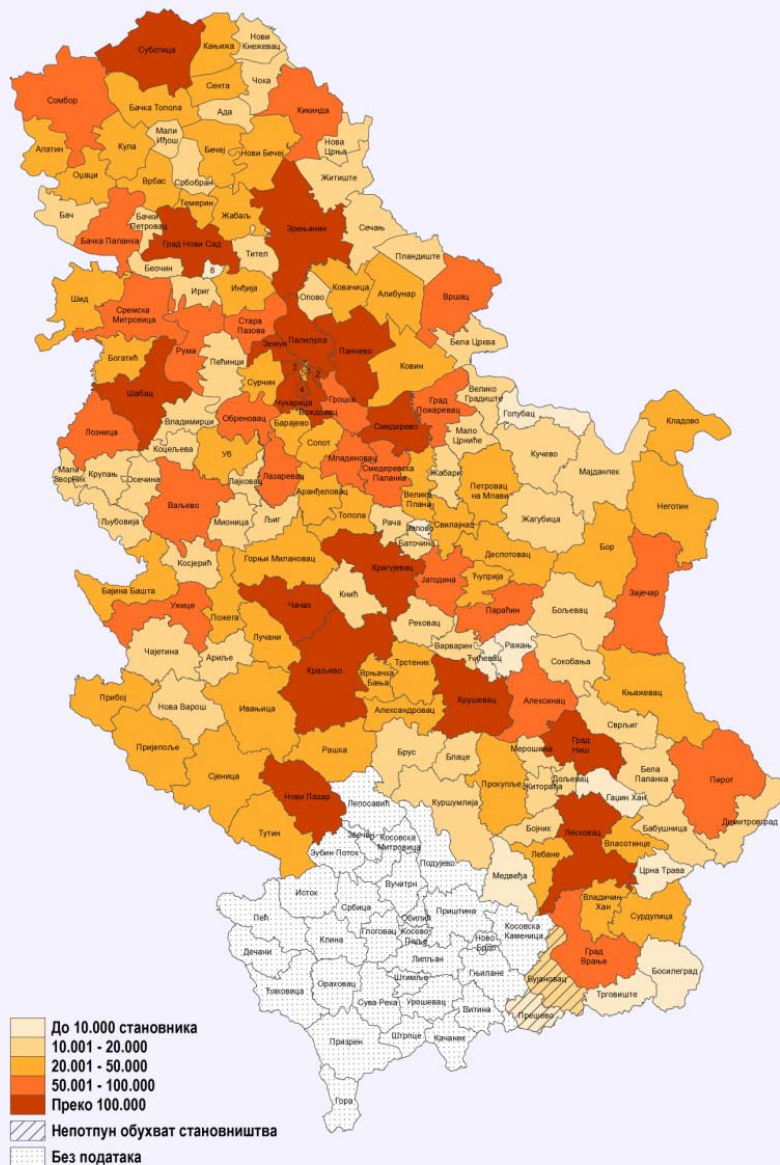 Суботица
Кањижа
Нови
Кнежевац
Сента
Чока
Сомбор
Бачка Топола
Ада
Кикинда
Мали
Иђош
Апатин
Кула
Бечеј
Нови Бечеј
Нова
Црња
Оџаци
Врбас
Србобран
Житиште
Темерин
Бач
Бачки
Петровац
Жабаљ
Зрењанин
Сечањ
Бачка Паланка
Град Нови Сад
Тител
Пландиште
Беочин
8
Шид
Ириг
Инђија
Опово
Ковачица
Алибунар
Вршац
Сремска
Митровица
Стара
Пазова
Рума
Земун
Палилула
Панчево
Бела Црква
Богатић
Пећинци
Сурчин
Ковин
Шабац
4
Чукарица
Гроцка
Вождовац
Смедерево
Град
Пожаревац
Велико
Градиште
Голубац
Владимирци
Обреновац
Барајево
Лозница
Коцељева
Уб
Сопот
Младеновац
Смедеревска
Паланка
Мало
Црниће
Кладово
Кучево
Мајданпек
Мали
Зворник
Крупањ
Осечина
Лајковац
Лазаревац
Жабари
Љубовија
Ваљево
Мионица
Љиг
Аранђеловац
Велика
Плана
Петровац
на Млави
Неготин
Топола
Рача
Лапово
Свилајнац
Жагубица
Баточина
Косјерић
Горњи Милановац
Деспотовац
Бор
Бајина Башта
Крагујевац
Јагодина
Ћуприја
Кнић
Ужице
Пожега
Чачак
Параћин
Бољевац
Зајечар
Лучани
Рековац
Чајетина
Ариље
Варварин
Ћићевац
Ражањ
Сокобања
Краљево
Врњачка
Бања
Трстеник
Крушевац
Алексинац
Књажевац
Прибој
Нова Варош
Ивањица
Александровац
Сврљиг
Пријепоље
Рашка
Брус
Блаце
Мерошина
Град
Ниш
Сјеница
Прокупље
Дољевац
Бела
Паланка
Пирот
Нови Пазар
Житорађа
Гаџин Хан
Лепосавић
Куршумлија
Димитровград
Тутин
Звечан
Косовска
Митровица
Бојник
Лесковац
Бабушница
Зубин Поток
Подујево
Власотинце
Медвеђа
Лебане
Црна Трава
Вучитрн
Исток
Србица
Обилић
Приштина
Владичин
Хан
Сурдулица
Пећ
Косово
Поље
Ново
Брдо
Косовска
Каменица
Клина
Глоговац
Дечани
Липљан
Град
Врање
Гњилане
Бујановац
Босилеград
Ђаковица
Ораховац
Штимље
Сува Река
Урошевац
Витина
Трговиште
Прешево
Призрен
Штрпце
Качаник
Гора
До 10.000 становника
10.001 - 20.000
20.001 - 50.000
50.001 - 100.000
Преко 100.000
Непотпун обухват становништва
Без података